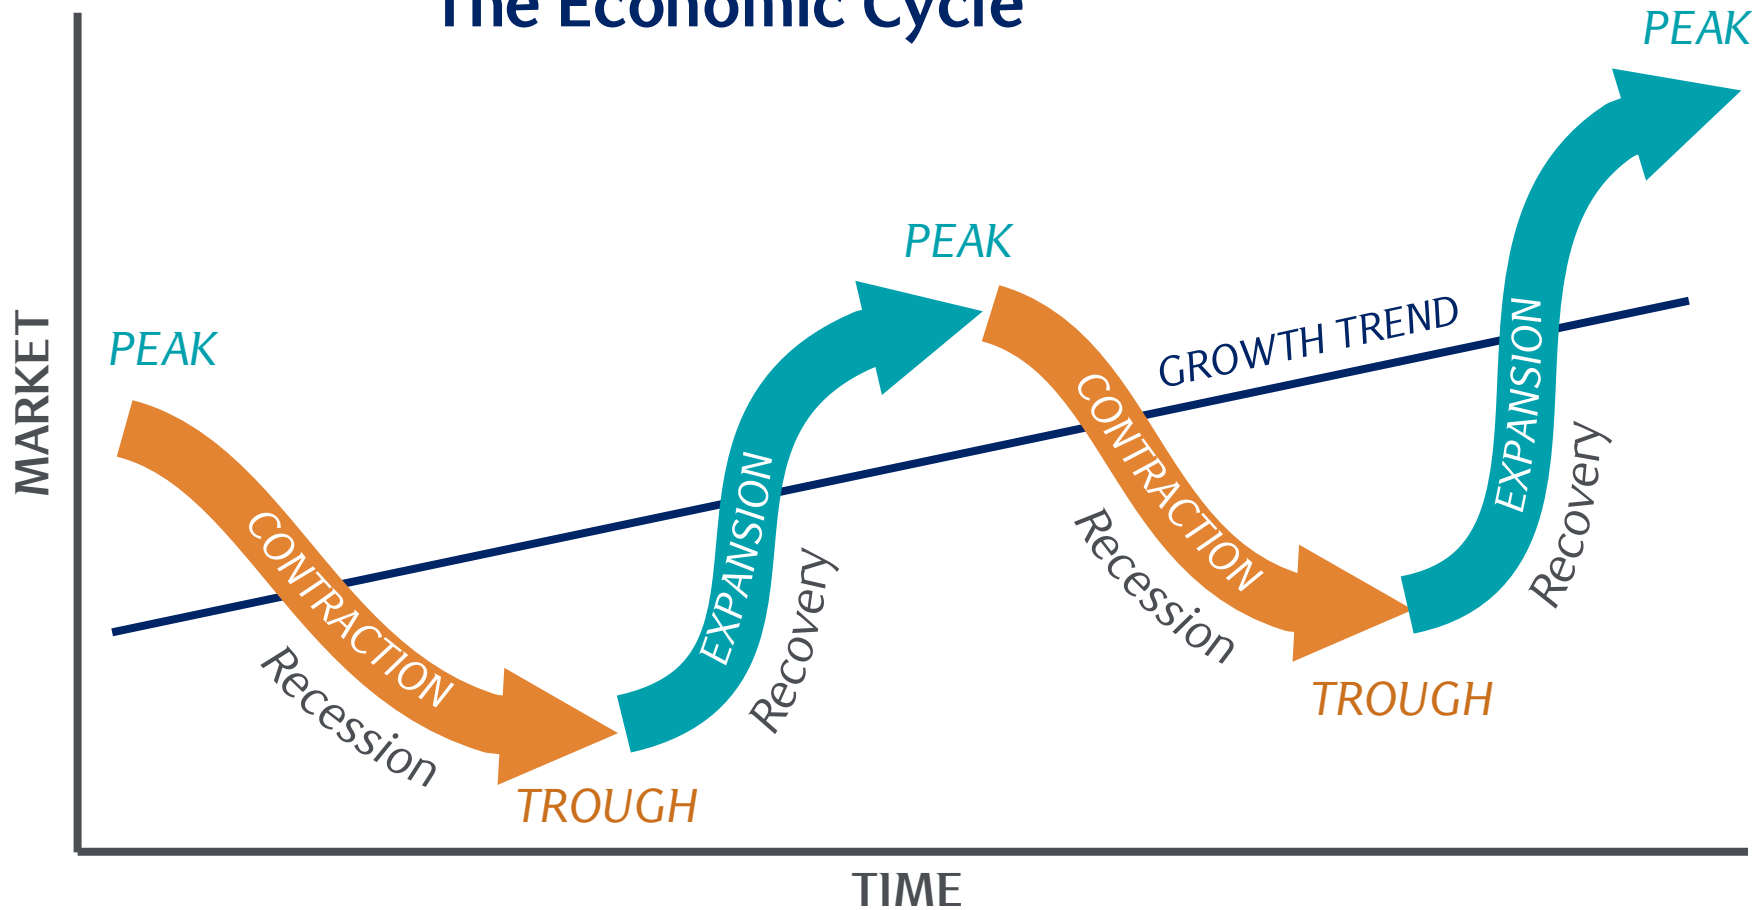 The Economic Cycle
PEAK
PEAK
PEAK
MARKET
GROWTH TREND
CONTRACTION
Recession
EXPANSION
Recovery
CONTRACTION
Recession
EXPANSION
Recovery
TROUGH
TROUGH
TIME